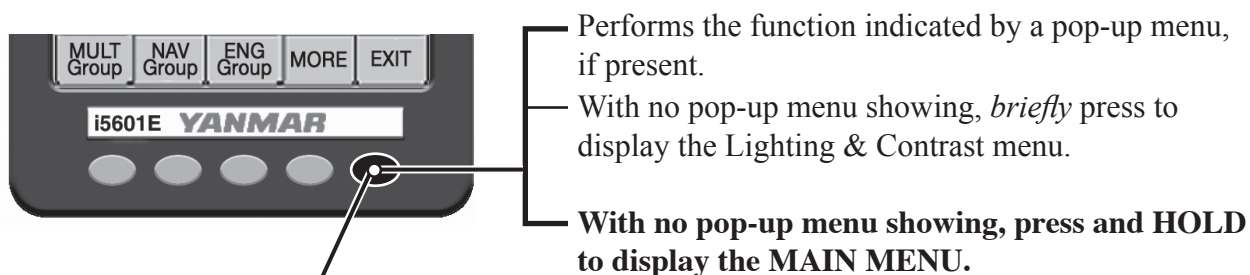 MULT NAV ENG MORE EXIT
Group Group Group
i5601E YANMAR
Performs the function indicated by a pop-up menu,
if present.
With no pop-up menu showing, briefly press to
display the Lighting & Contrast menu.
With no pop-up menu showing, press and HOLD
to display the MAIN MENU.